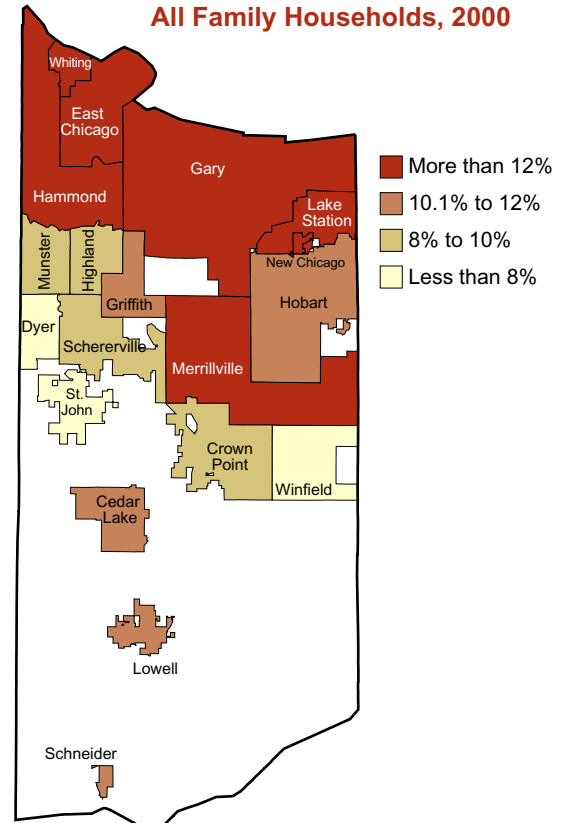 All Family Households, 2000
Whiting
East
Chicago
Gary
Hammond
Lake
Station
More than 12%
10.1% to 12%
8% to 10%
Less than 8%
Munster
Highland
New Chicago
Griffith
Hobart
Dyer
Schererville
Merrillville
St.
John
Crown
Point
Winfield
Cedar
Lake
Lowell
Schneider